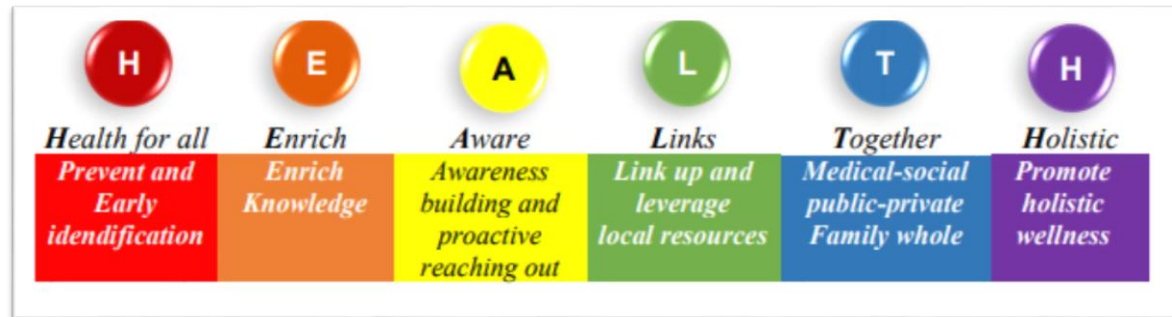 H E A L T H
Health for all Enrich Aware Links Together Holistic
Prevent and
Early
idendification
Enrich
Knowledge
Awareness
building and
proactive
reaching out
Link up and
leverage
local resources
Medical-social
public-private
Family whole
Promote
holistic
wellness